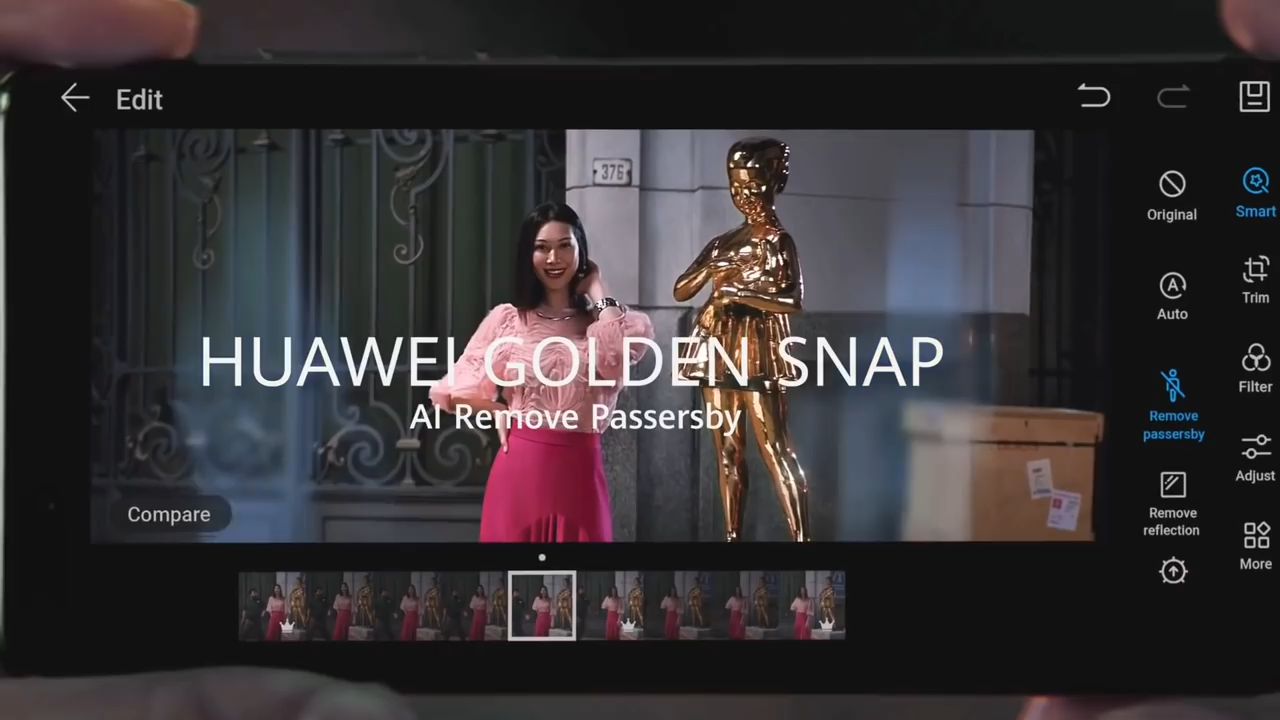 Edit
376
HUAWEI GOLDEN SNAP
AI Remove Passersby
Compare
Original
Auto
Remove
passersby
Remove
reflection
Smart
Trim
Filter
Adjust
More